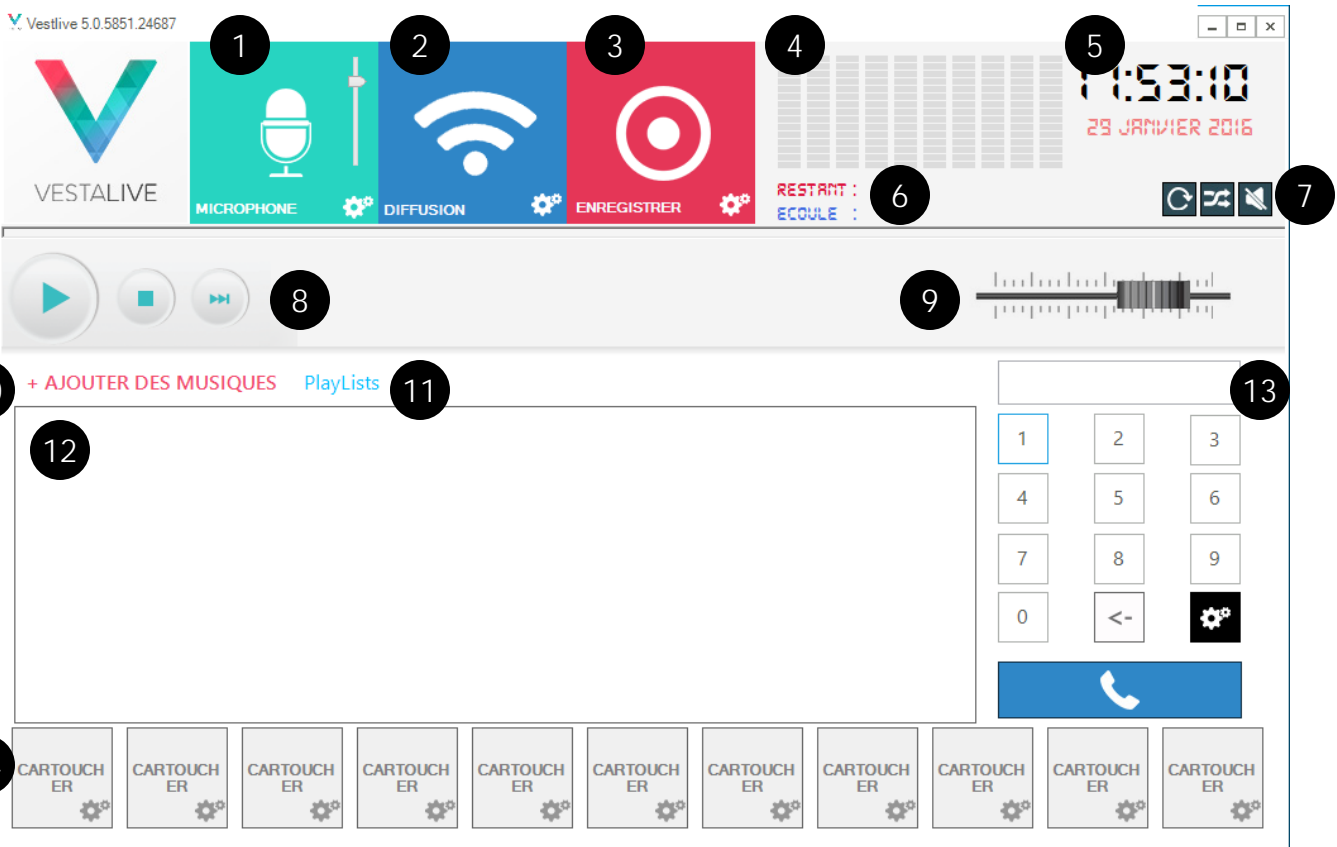 Vestlive 5.0.5851.24687
1
2
3
4
5
11:53:10
29 JANVIER 2016
VESTALIVE
MICROPHONE
DIFFUSION
ENREGISTRER
RESTANT :
ECOULE :
6
7
8
9
+ AJOUTER DES MUSIQUES
PlayLists
11
13
12
1 2 3
4 5 6
7 8 9
0 <-
CARTOUCH
ER
CARTOUCH
ER
CARTOUCH
ER
CARTOUCH
ER
CARTOUCH
ER
CARTOUCH
ER
CARTOUCH
ER
CARTOUCH
ER
CARTOUCH
ER
CARTOUCH
ER
CARTOUCH
ER